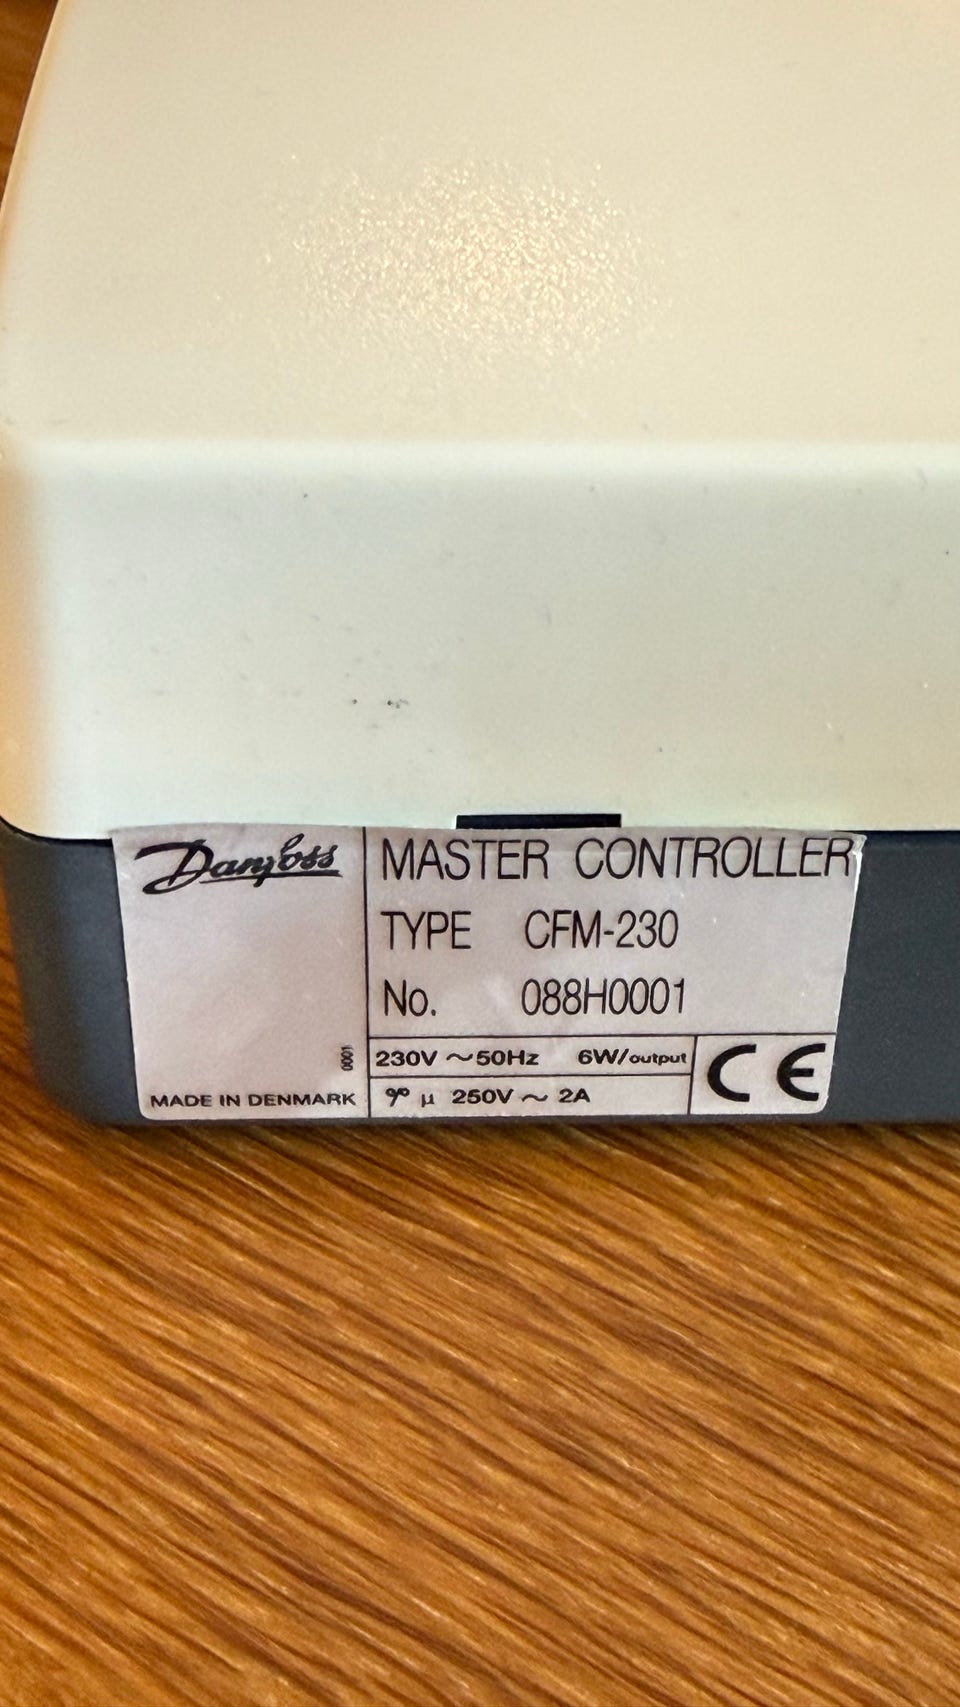 Danfoss
MASTER CONTROLLER
TYPE CFM-230
No. 088H0001
0001
MADE IN DENMARK
230V ~50Hz 6W/output
µ 250V ~ 2A
CE